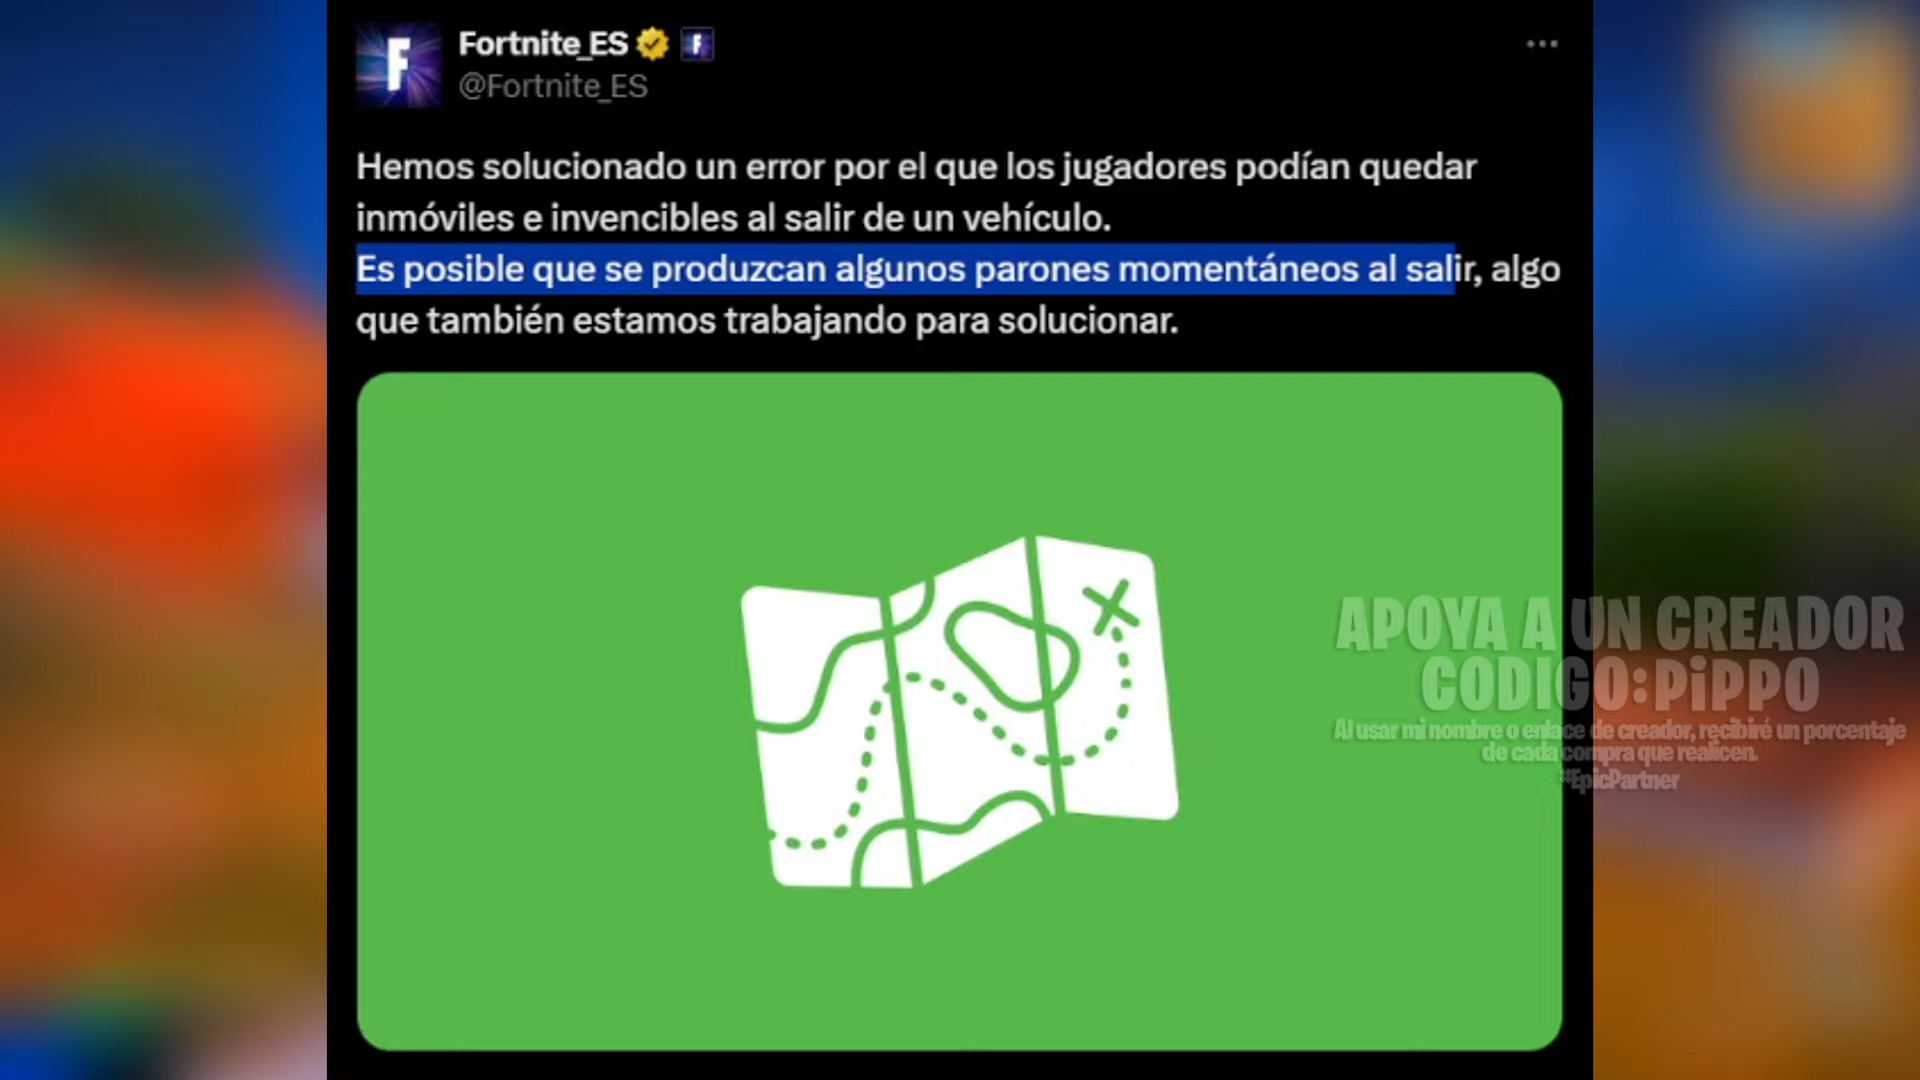 Fortnite_ES
@Fortnite_ES
Hemos solucionado un error por el que los jugadores podían quedar
inmóviles e invencibles al salir de un vehículo.
Es posible que se produzcan algunos parones momentáneos al salir, algo
que también estamos trabajando para solucionar.
APOYA A UN CREADOR
CODIGO:PiPPO
Al usar mi nombre o enlace de creador, recibiré un porcentaje
de cada compra que realicen.
#EpicPartner